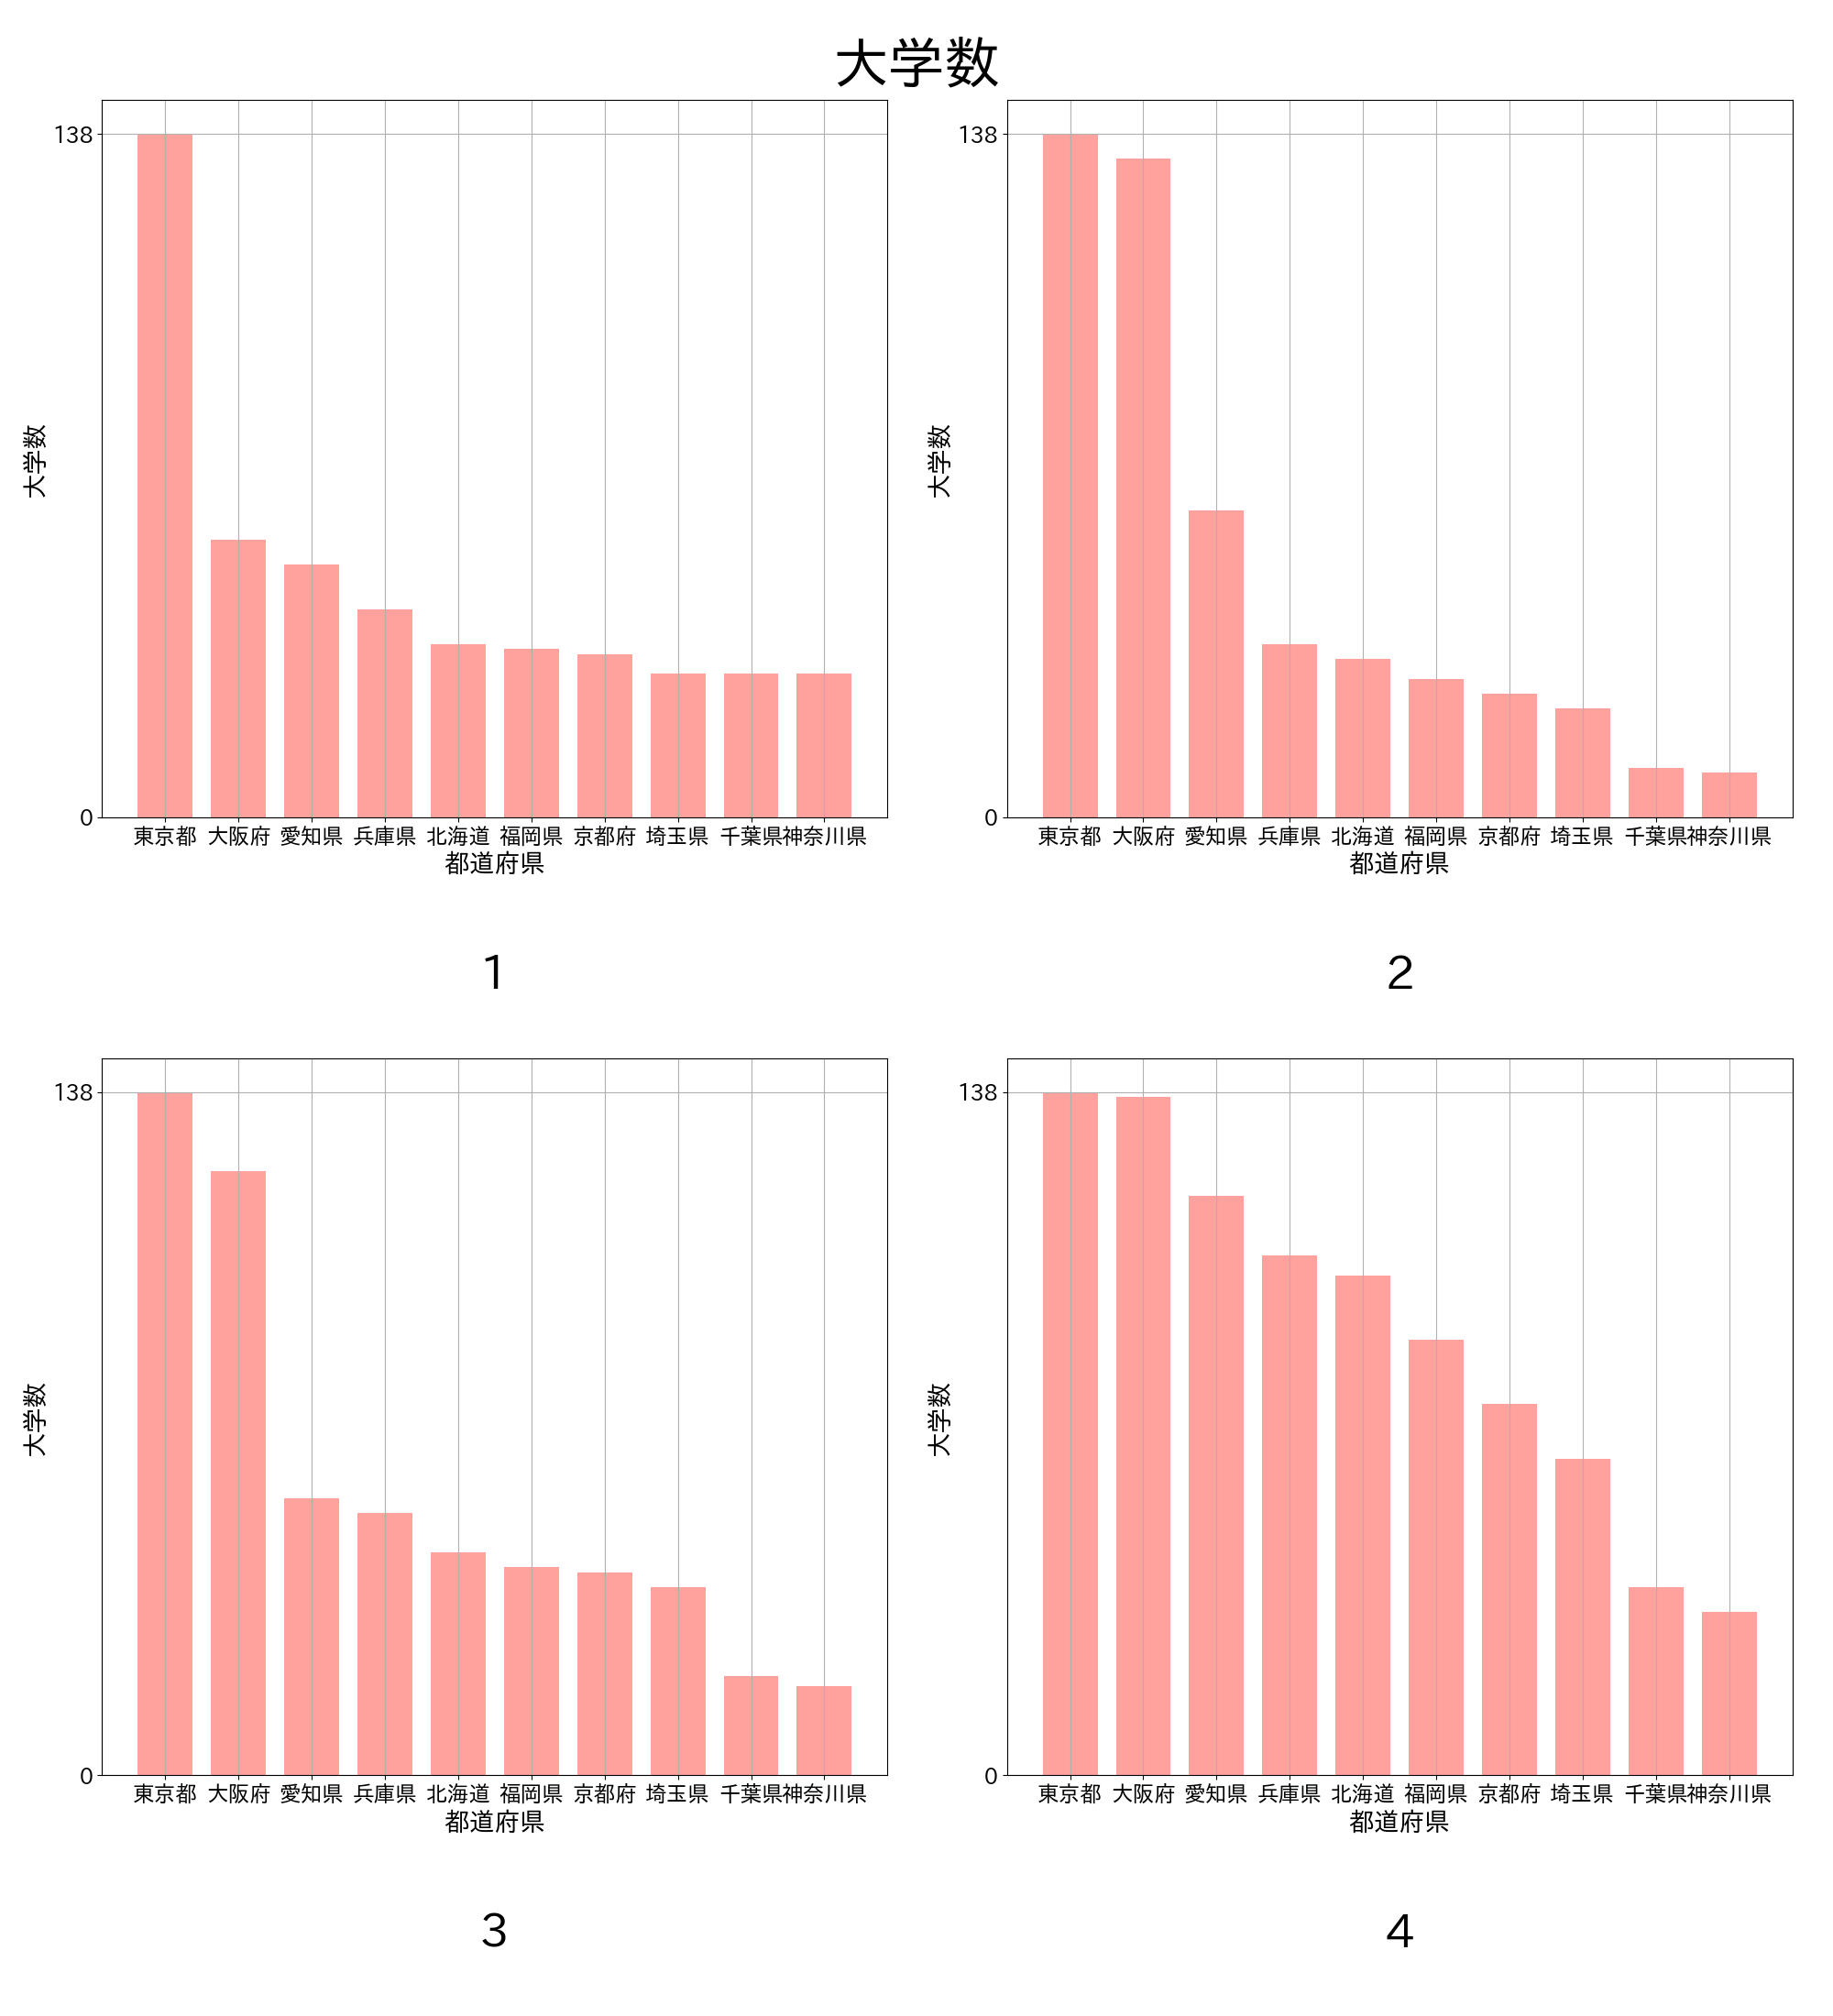 大学数
138
0
大学数
東京都 大阪府 愛知県 兵庫県 北海道 福岡県 京都府 埼玉県 千葉県 神奈川県
都道府県
1
138
0
大学数
東京都 大阪府 愛知県 兵庫県 北海道 福岡県 京都府 埼玉県 千葉県 神奈川県
都道府県
2
138
0
大学数
東京都 大阪府 愛知県 兵庫県 北海道 福岡県 京都府 埼玉県 千葉県 神奈川県
都道府県
3
138
0
大学数
東京都 大阪府 愛知県 兵庫県 北海道 福岡県 京都府 埼玉県 千葉県 神奈川県
都道府県
4